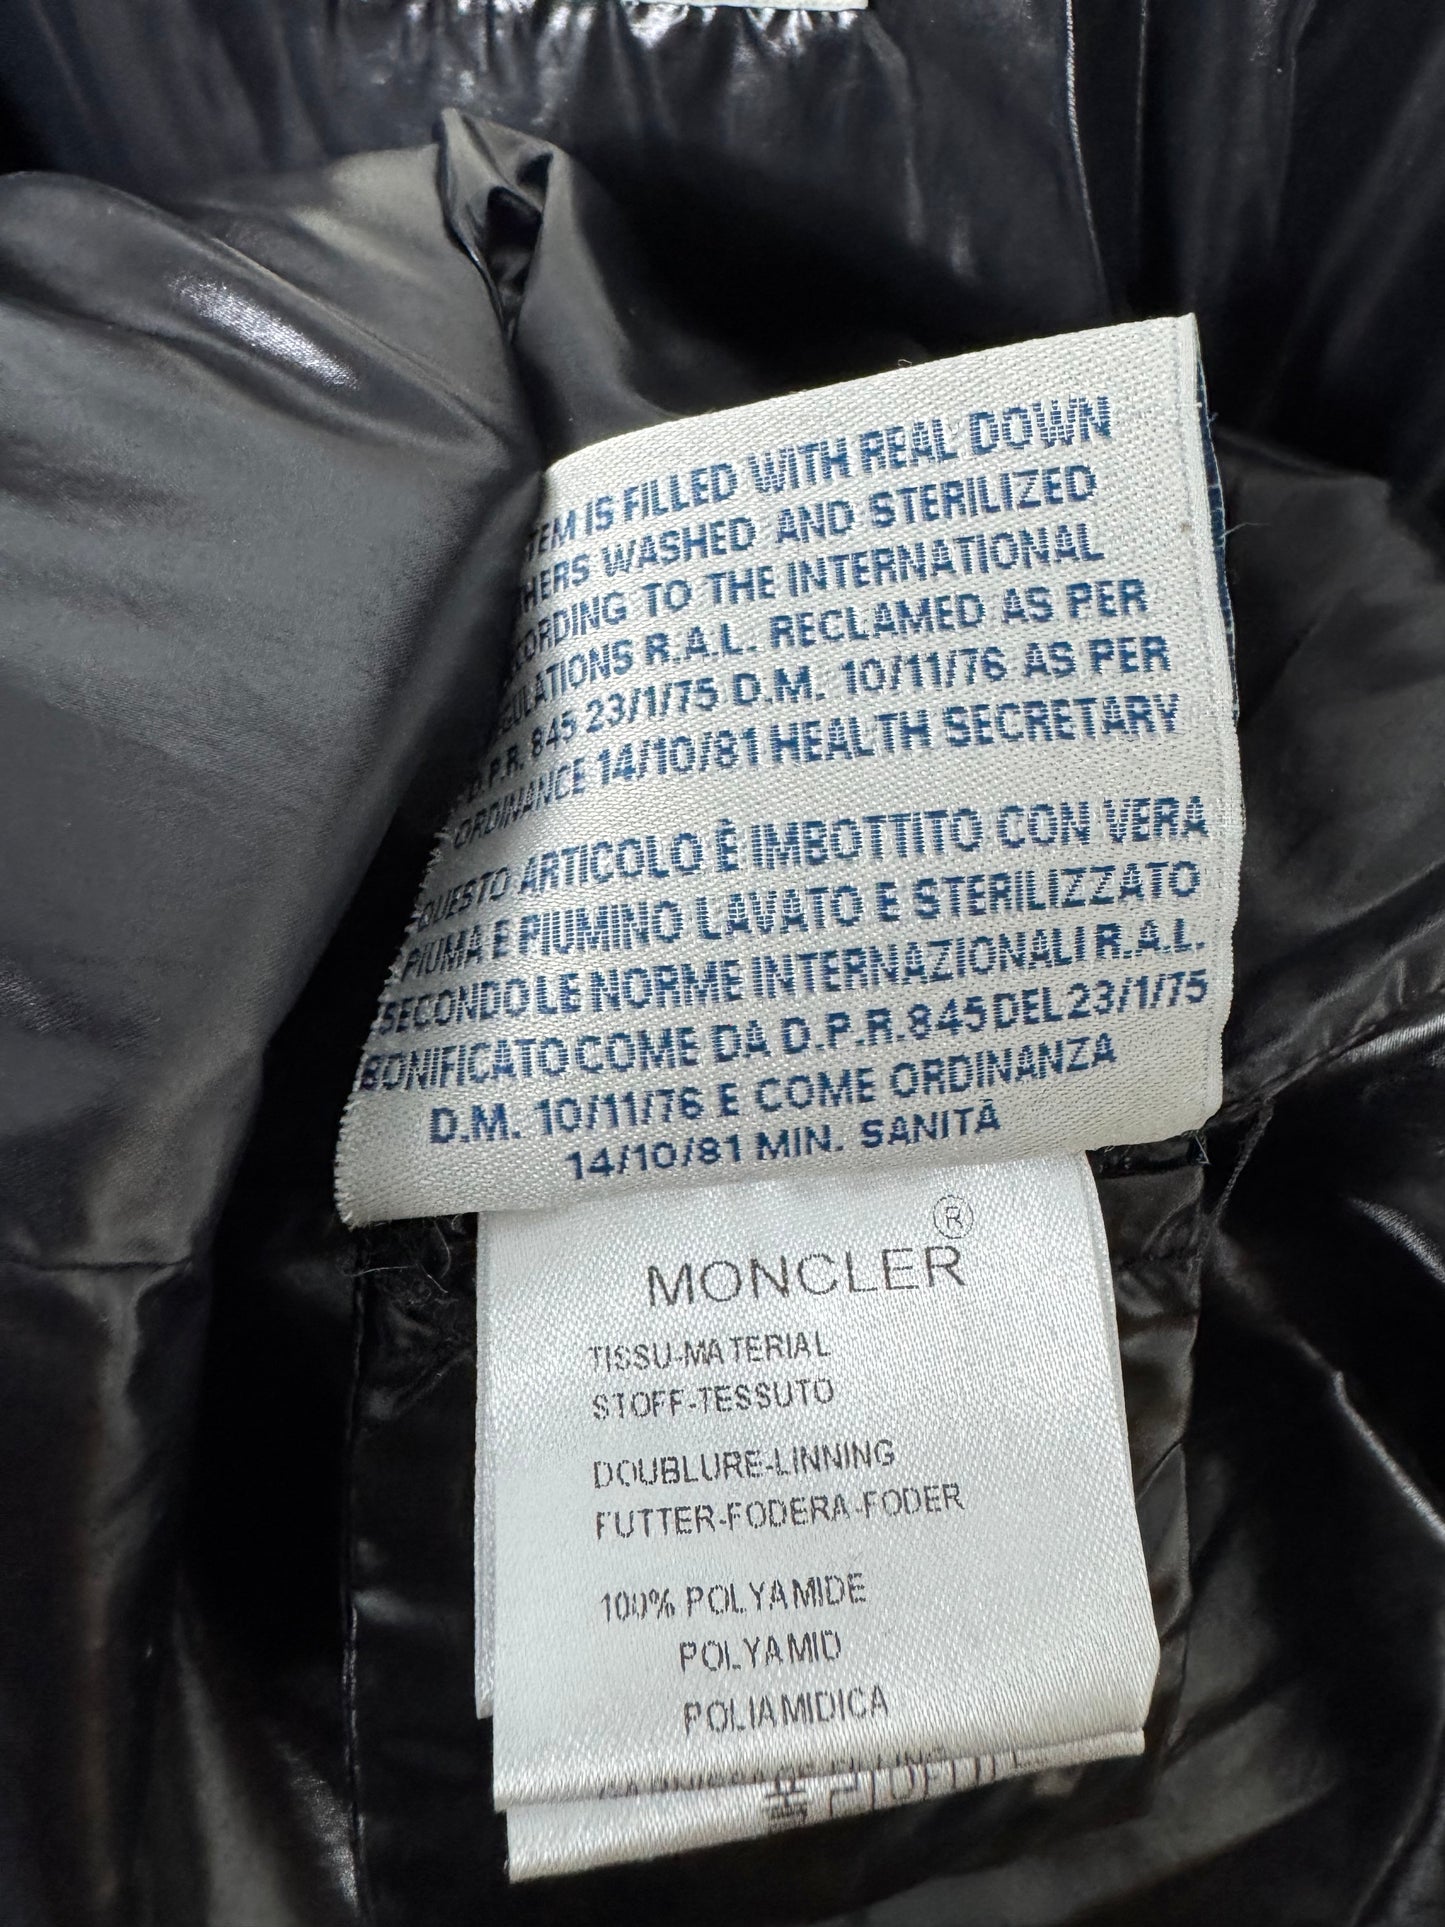 TEM IS FILLED WITH REAL DOWN
HERS WASHED AND STERILIZED
CORDING TO THE INTERNATIONAL
GULATIONS R.A.L. RECLAMED AS PER
D.P.R. 845 23/1/75 D.M. 10/11/76 AS PER
ORDINANCE 14/10/81 HEALTH SECRETARY
QUESTO ARTICOLO È IMBOTTITO CON VERA
PIUMA E PIUMINO LAVATO E STERILIZZATO
SECONDO LE NORME INTERNAZIONALI R.A.L.
BONIFICATO COME DA D.P.R. 845 DEL 23/1/75
D.M. 10/11/76 E COME ORDINANZA
14/10/81 MIN. SANITÀ
MONCLER®
TISSU-MATERIAL
STOFF-TESSUTO
DOUBLURE-LINNING
FUTTER-FODERA-FODER
100% POLYAMIDE
POLYAMID
POLIAMIDICA